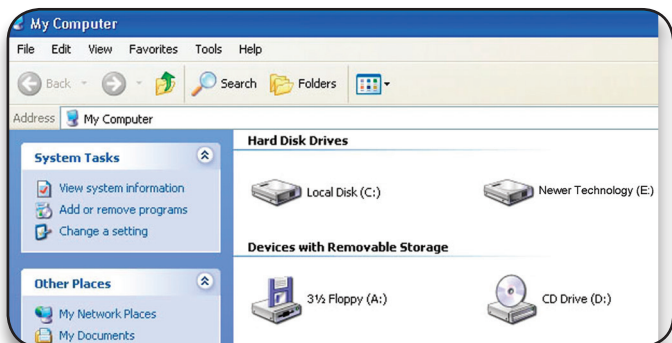 My Computer
File Edit View Favorites Tools Help
Back Search Folders
Address My Computer
System Tasks
View system information
Add or remove programs
Change a setting
Other Places
My Network Places
My Documents
Hard Disk Drives
Local Disk (C:) Newer Technology (E:)
Devices with Removable Storage
3½ Floppy (A:) CD Drive (D:)